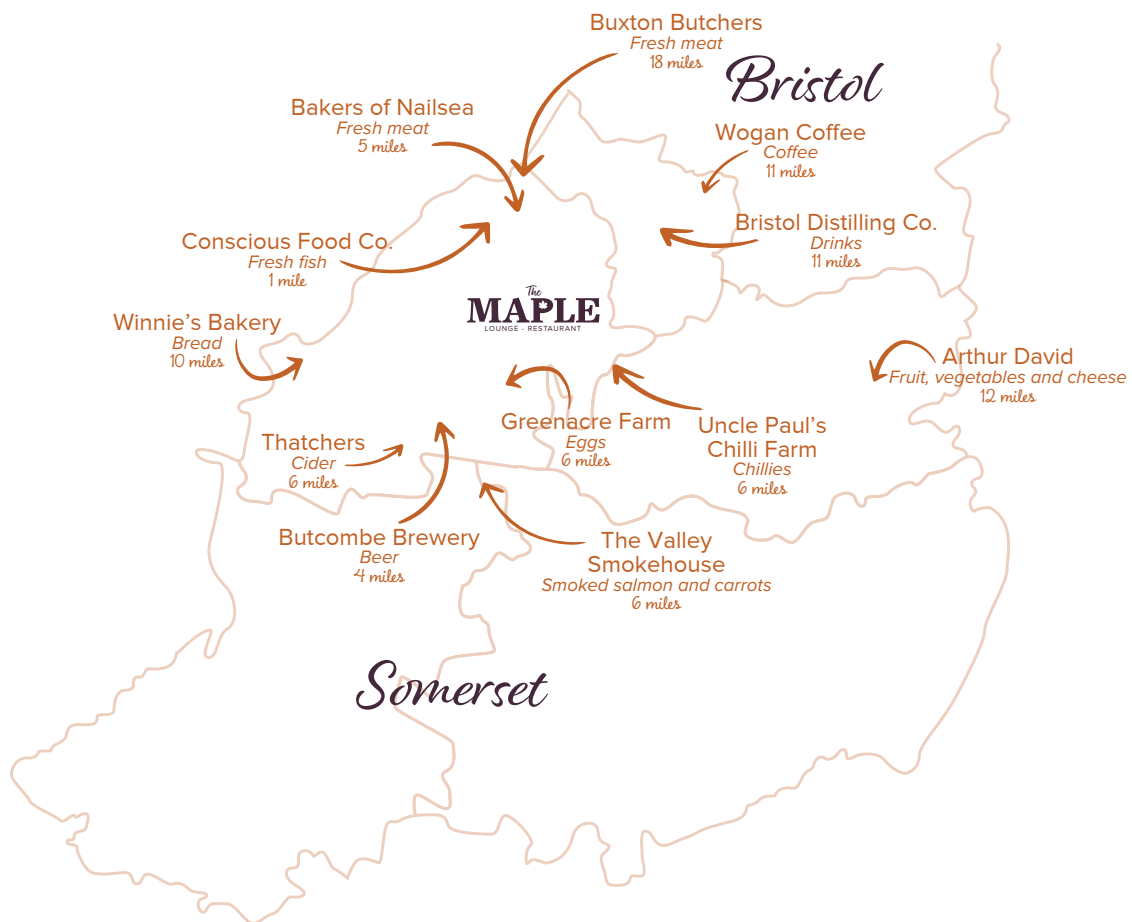 Buxton Butchers
Fresh meat
18 miles
Bristol
Bakers of Nailsea
Fresh meat
5 miles
Wogan Coffee
Coffee
11 miles
Bristol Distilling Co.
Drinks
11 miles
Conscious Food Co.
Fresh fish
1 mile
The
MAPLE
LOUNGE - RESTAURANT
Winnie's Bakery
Bread
10 miles
Arthur David
Fruit, vegetables and cheese
12 miles
Greenacre Farm
Eggs
6 miles
Uncle Paul's
Chilli Farm
Chillies
6 miles
Thatchers
Cider
6 miles
Butcombe Brewery
Beer
4 miles
The Valley
Smokehouse
Smoked salmon and carrots
6 miles
Somerset